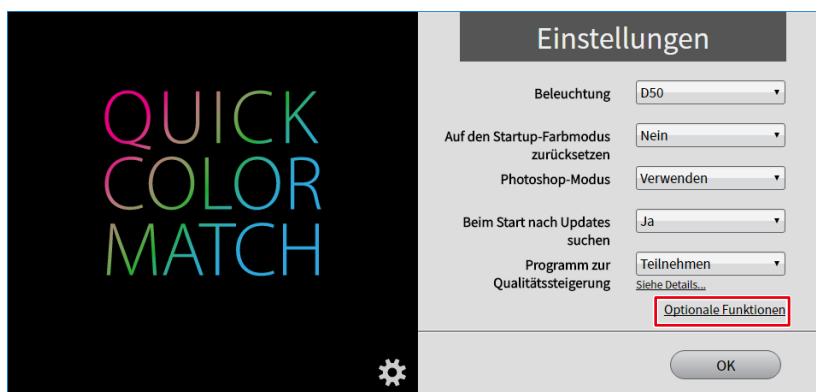 QUICK
COLOR
MATCH
Einstellungen
Beleuchtung
D50
Auf den Startup-Farbmodus
zurücksetzen
Nein
Photoshop-Modus
Verwenden
Beim Start nach Updates
suchen
Ja
Programm zur
Qualitätssteigerung
Teilnehmen
Siehe Details...
Optionale Funktionen
OK